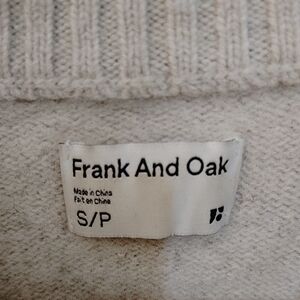 Frank And Oak
Made in China
Fait en Chine
S/P